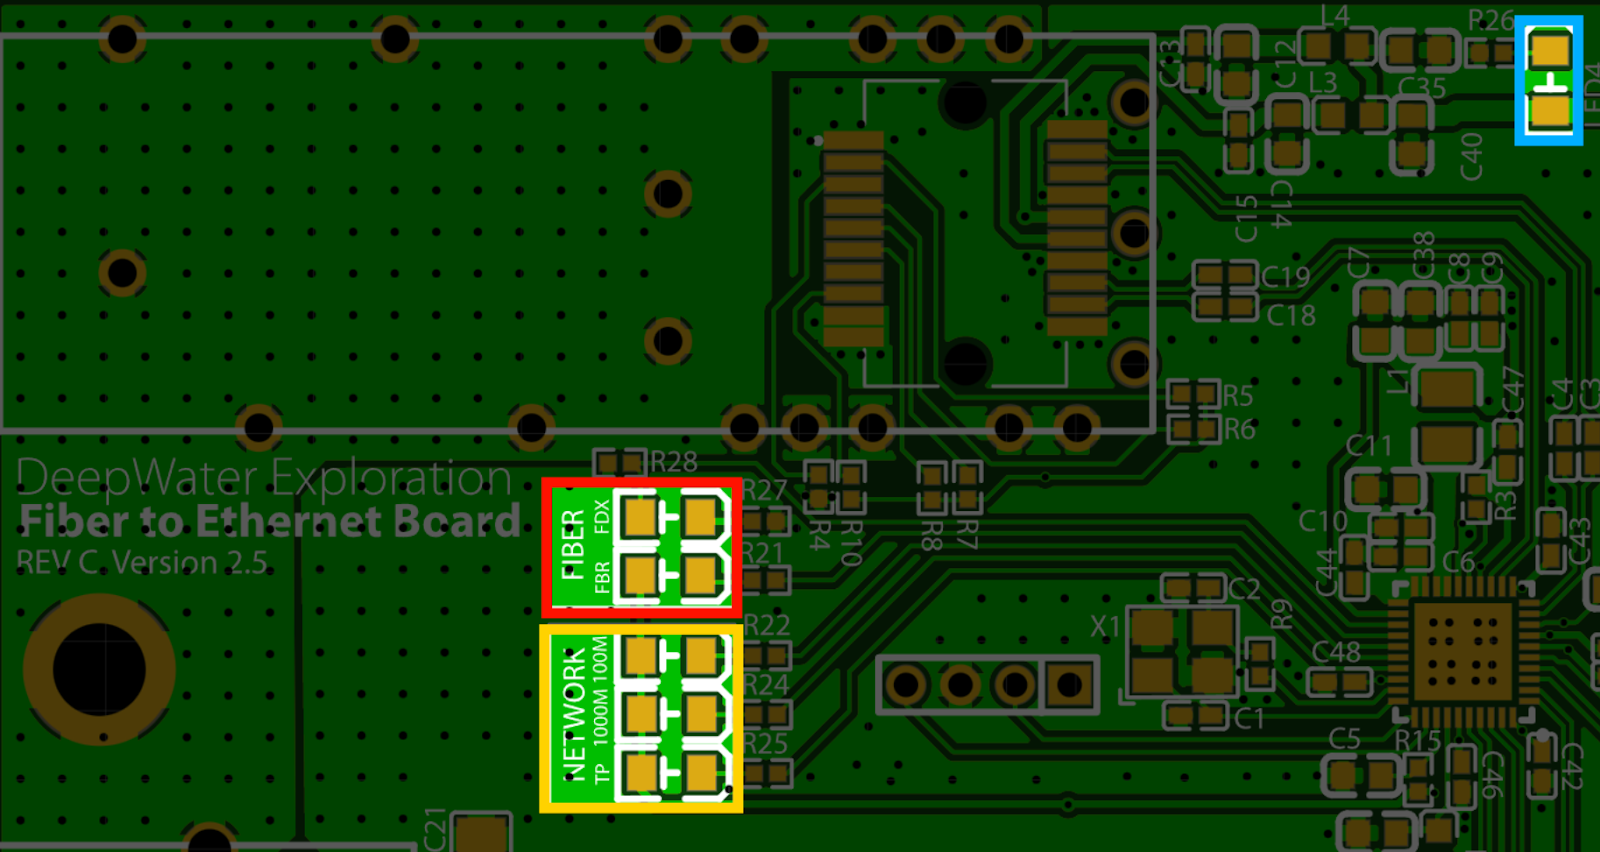 L4
R26
C13
C12
L3
C35
C40
C15
C14
C19
C18
C7
C38
C8
C9
L1
C47
C4
C3
R5
R6
C11
R28
DeepWater Exploration
Fiber to Ethernet Board
REV C. Version 2.5
FIBER
FDX
FBR
R27
R21
R4
R10
R8
R7
C10
R3
C43
C44
C6
NETWORK
100M
1000M
TP
R22
R24
R25
X1
C2
R9
C48
C1
C5
R15
C46
C42
C21